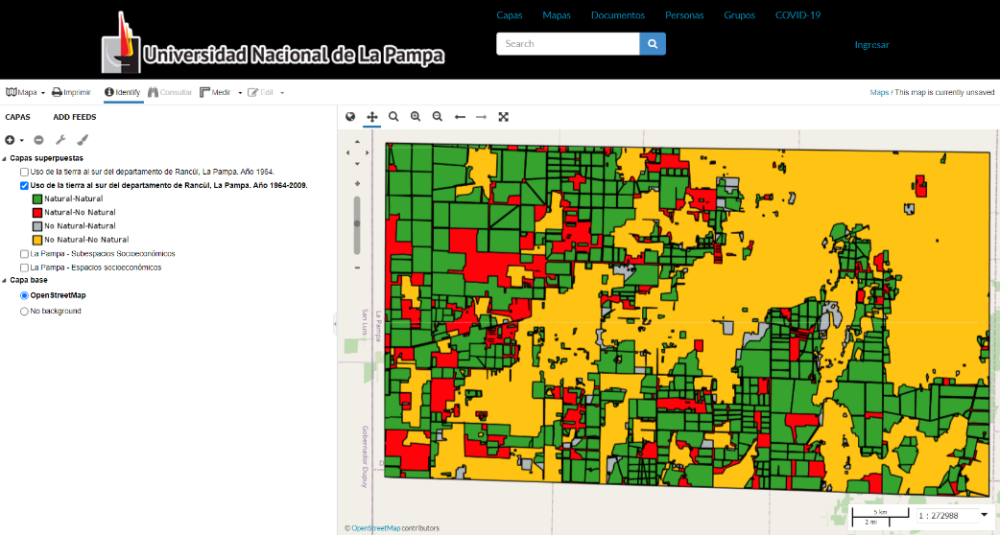 Universidad Nacional de La Pampa
Capas Mapas Documentos Personas Grupos COVID-19
Search
Ingresar
Mapa Imprimir Identify Consultar Medir Edit
Maps / This map is currently unsaved
CAPAS ADD FEEDS
Capas superpuestas
Uso de la tierra al sur del departamento de Rancúl, La Pampa. Año 1964.
Uso de la tierra al sur del departamento de Rancúl, La Pampa. Año 1964-2009.
Natural-Natural
Natural-No Natural
No Natural-Natural
No Natural-No Natural
La Pampa - Subespacios Socioeconómicos
La Pampa - Espacios socioeconómicos
Capa base
OpenStreetMap
No background
San Luis
La Pampa
Gobernador Dupuy
5 km
2 mi
1 : 272988
© OpenStreetMap contributors